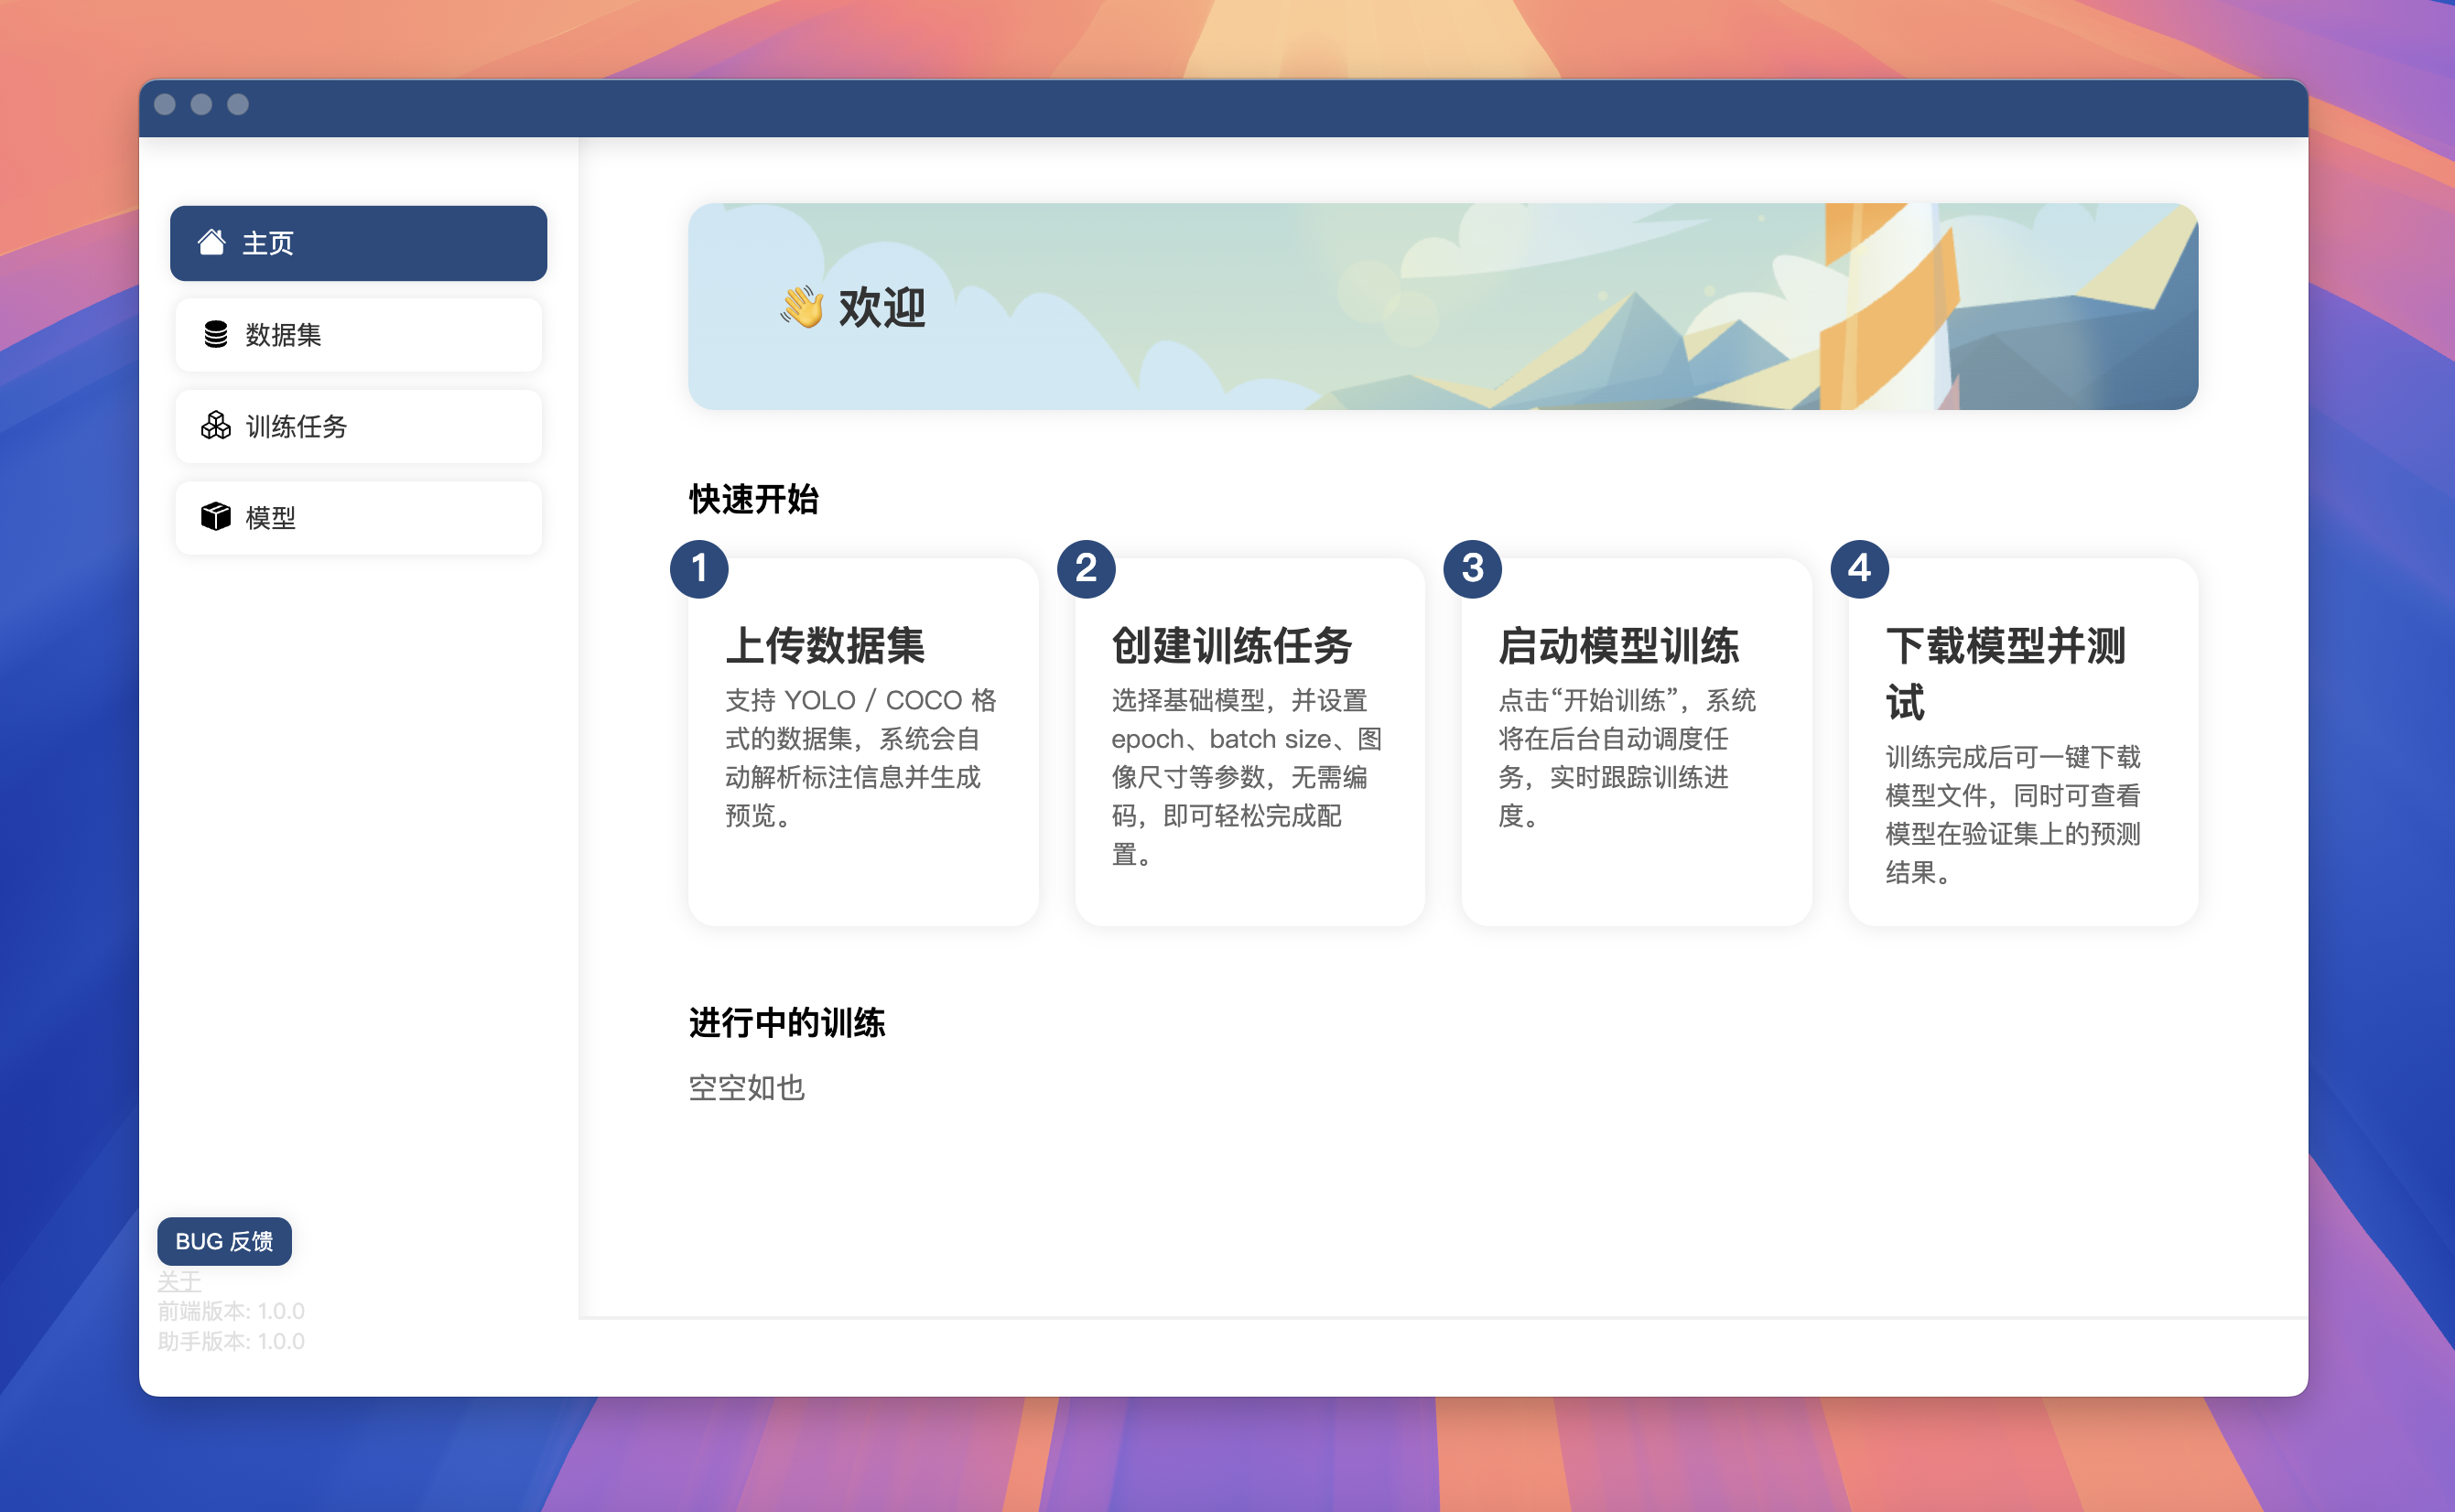 主页
数据集
训练任务
模型
BUG 反馈
关于
前端版本: 1.0.0
助手版本: 1.0.0
👋 欢迎
快速开始
1
上传数据集
支持 YOLO / COCO 格
式的数据集，系统会自
动解析标注信息并生成
预览。
2
创建训练任务
选择基础模型，并设置
epoch、batch size、图
像尺寸等参数，无需编
码，即可轻松完成配
置。
3
启动模型训练
点击“开始训练”，系统
将在后台自动调度任
务，实时跟踪训练进
度。
4
下载模型并测
试
训练完成后可一键下载
模型文件，同时可查看
模型在验证集上的预测
结果。
进行中的训练
空空如也